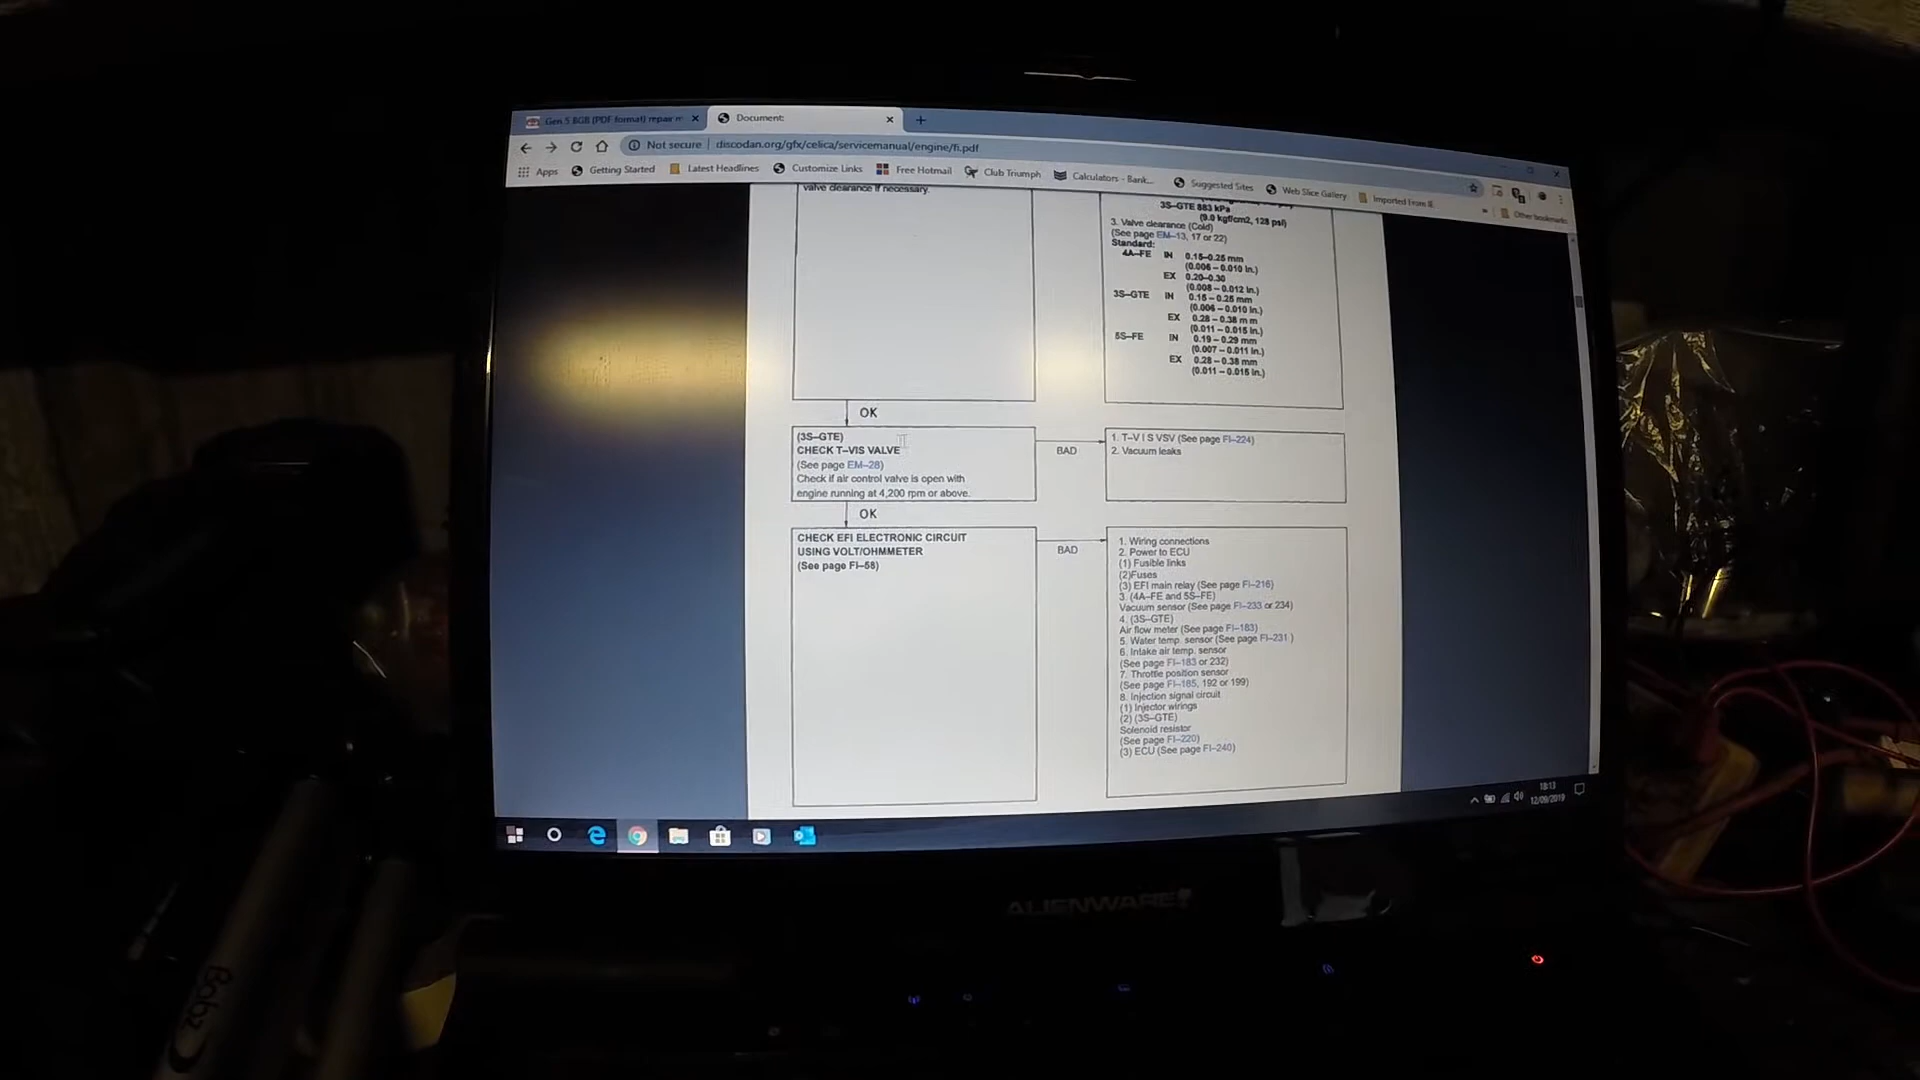 Gen 5 BGB (PDF format) repair m
Document:
Not secure | discodan.org/gfx/celica/servicemanual/engine/fi.pdf
Apps
Getting Started
Latest Headlines
Customize Links
Free Hotmail
Club Triumph
Calculators - Bank...
Suggested Sites
Web Slice Gallery
Imported From IE
Other bookmarks
valve clearance if necessary.
3S–GTE 883 kPa
(9.0 kgf/cm2, 128 psi)
3. Valve clearance (Cold)
(See page EM–13, 17 or 22)
Standard:
4A–FE IN 0.15–0.25 mm
(0.006 – 0.010 in.)
EX 0.20–0.30
(0.008 – 0.012 in.)
3S–GTE IN 0.15 – 0.25 mm
(0.006 – 0.010 in.)
EX 0.28 – 0.38 m m
(0.011 – 0.015 in.)
5S–FE IN 0.19 – 0.29 mm
(0.007 – 0.011 in.)
EX 0.28 – 0.38 mm
(0.011 – 0.015 in.)
OK
(3S–GTE)
CHECK T–VIS VALVE
(See page EM–28)
Check if air control valve is open with
engine running at 4,200 rpm or above.
BAD
1. T–V I S VSV (See page FI–224)
2. Vacuum leaks
OK
CHECK EFI ELECTRONIC CIRCUIT
USING VOLT/OHMMETER
(See page FI–58)
BAD
1. Wiring connections
2. Power to ECU
(1) Fusible links
(2)Fuses
(3) EFI main relay (See page FI–216)
3. (4A–FE and 5S–FE)
Vacuum sensor (See page FI–233 or 234)
4. (3S–GTE)
Air flow meter (See page FI–183)
5. Water temp. sensor (See page FI–231 )
6. Intake air temp. sensor
(See page FI–183 or 232)
7. Throttle position sensor
(See page FI–185, 192 or 199)
8. Injection signal circuit
(1) Injector wirings
(2) (3S–GTE)
Solenoid resistor
(See page FI–220)
(3) ECU (See page FI–240)
18:13
12/09/2019
ALIENWARE
Babz